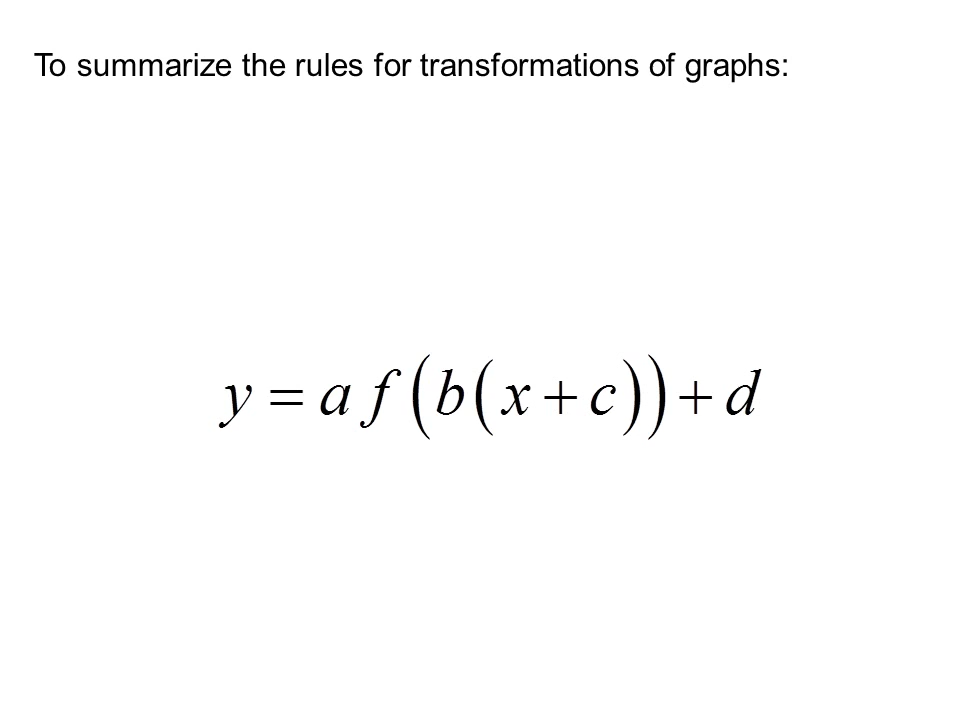 To summarize the rules for transformations of graphs:
y = a f(b(x+c))+d